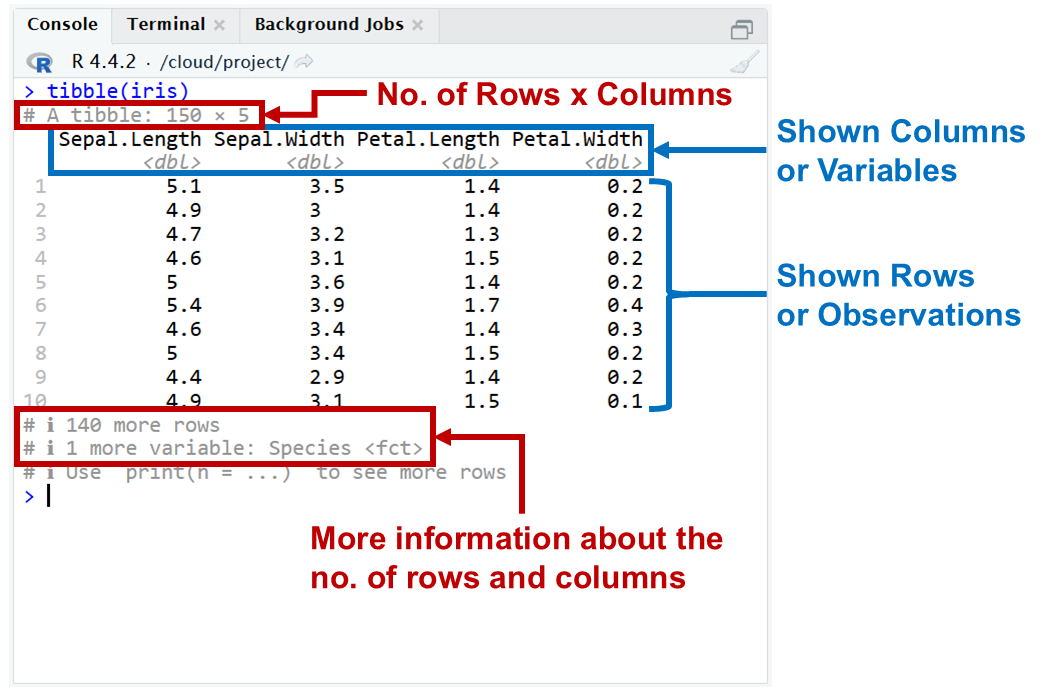 Console Terminal × Background Jobs ×
R R 4.4.2 · /cloud/project/
> tibble(iris)
No. of Rows x Columns
# A tibble: 150 × 5
Sepal.Length Sepal.Width Petal.Length Petal.Width
<dbl> <dbl> <dbl> <dbl>
Shown Columns
or Variables
1 5.1 3.5 1.4 0.2
2 4.9 3 1.4 0.2
3 4.7 3.2 1.3 0.2
4 4.6 3.1 1.5 0.2
5 5 3.6 1.4 0.2
6 5.4 3.9 1.7 0.4
7 4.6 3.4 1.4 0.3
8 5 3.4 1.5 0.2
9 4.4 2.9 1.4 0.2
10 4.9 3.1 1.5 0.1
Shown Rows
or Observations
# ℹ 140 more rows
# ℹ 1 more variable: Species <fct>
# ℹ Use print(n = ...) to see more rows
>
More information about the
no. of rows and columns